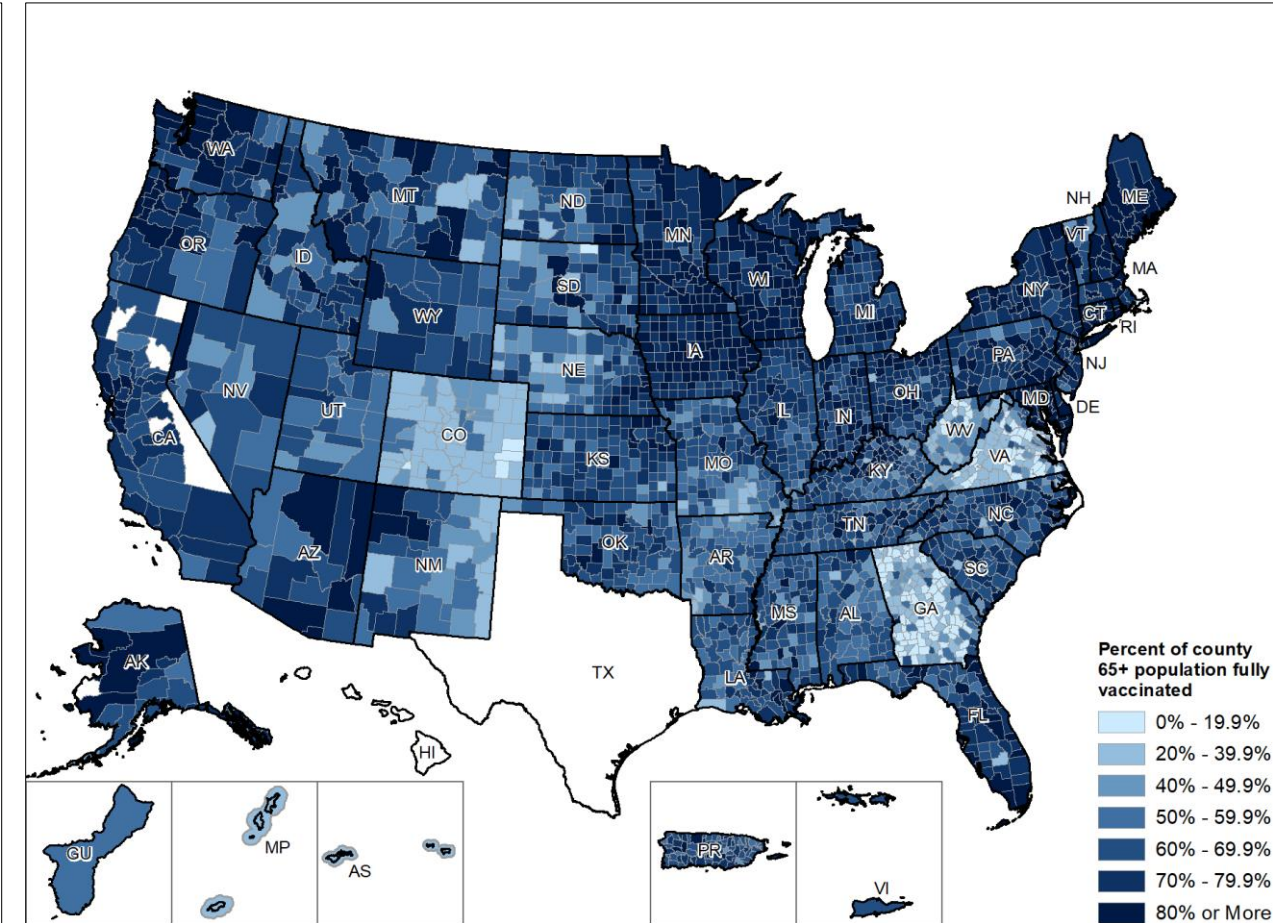 WA
MT
ND
MN
OR
ID
SD
WI
WY
MI
NH
ME
VT
MA
NY
CT
RI
IA
NE
PA
NJ
NV
UT
CO
IL
IN
OH
MD
DE
WV
VA
CA
KS
MO
KY
AZ
NM
OK
AR
TN
NC
SC
MS
AL
GA
TX
LA
FL
AK
HI
GU
MP
AS
PR
VI
Percent of county
65+ population fully
vaccinated
0% - 19.9%
20% - 39.9%
40% - 49.9%
50% - 59.9%
60% - 69.9%
70% - 79.9%
80% or More